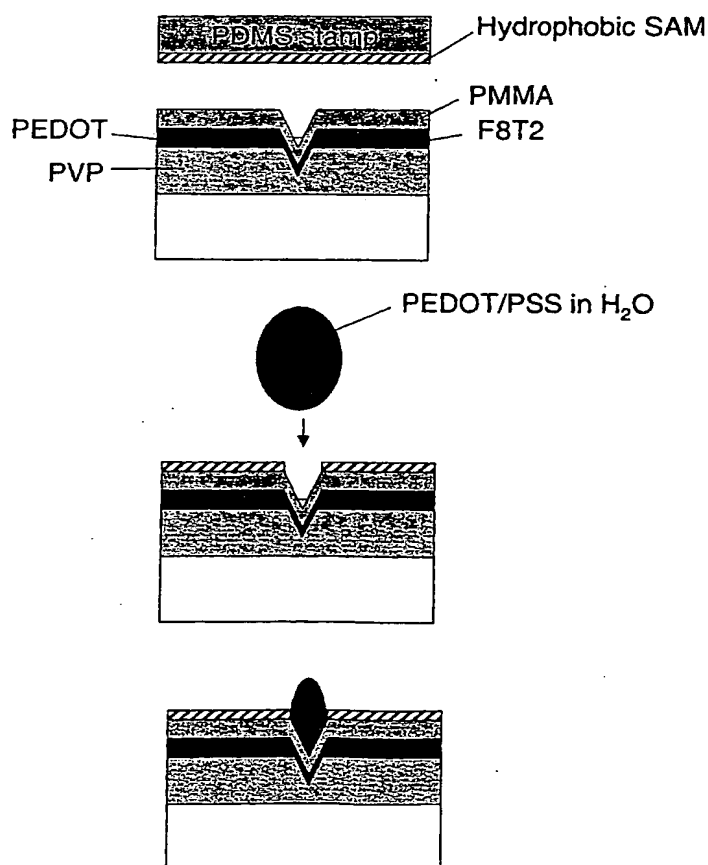 PDMS stamp
Hydrophobic SAM
PMMA
PEDOT
F8T2
PVP
PEDOT/PSS in H₂O